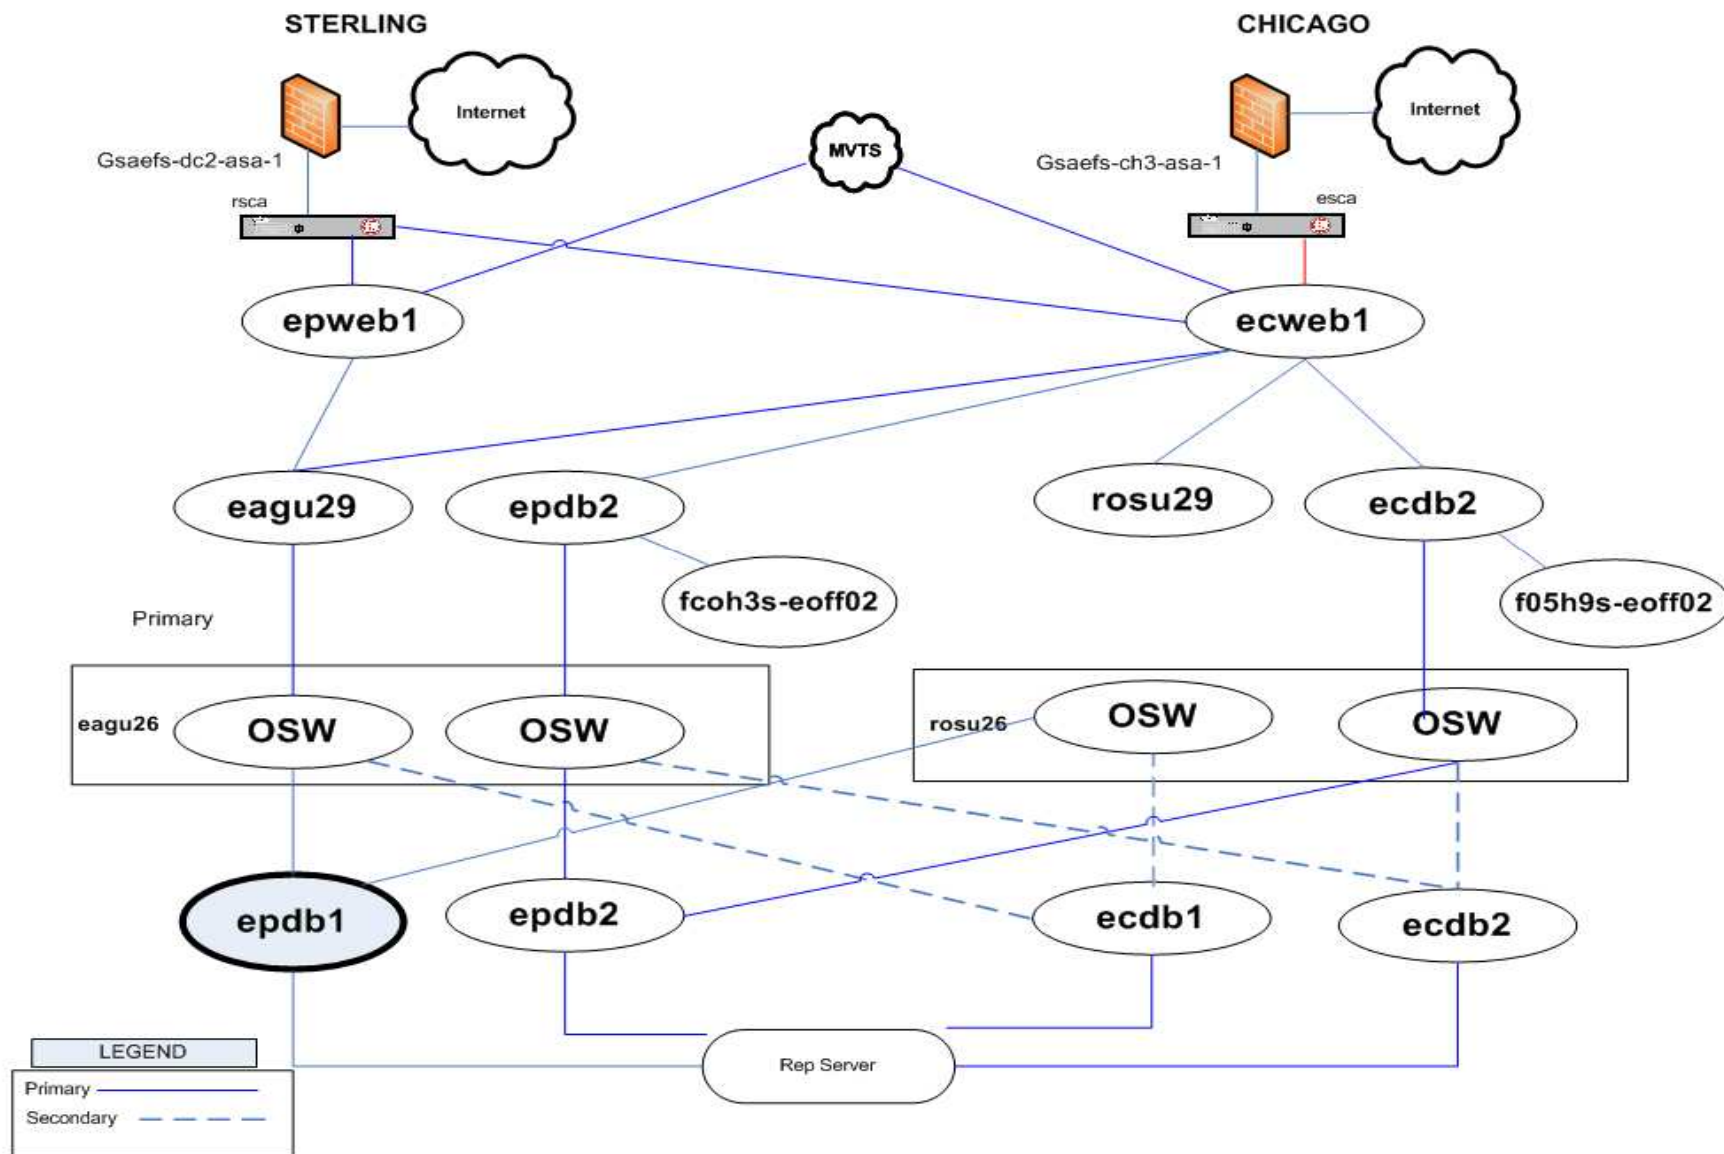 STERLING
CHICAGO
Internet
Internet
MVTS
Gsaefs-dc2-asa-1
Gsaefs-ch3-asa-1
rsca
esca
epweb1
ecweb1
eagu29
epdb2
rosu29
ecdb2
fcoh3s-eoff02
f05h9s-eoff02
Primary
eagu26
OSW
OSW
rosu26
OSW
OSW
epdb1
epdb2
ecdb1
ecdb2
Rep Server
LEGEND
Primary
Secondary